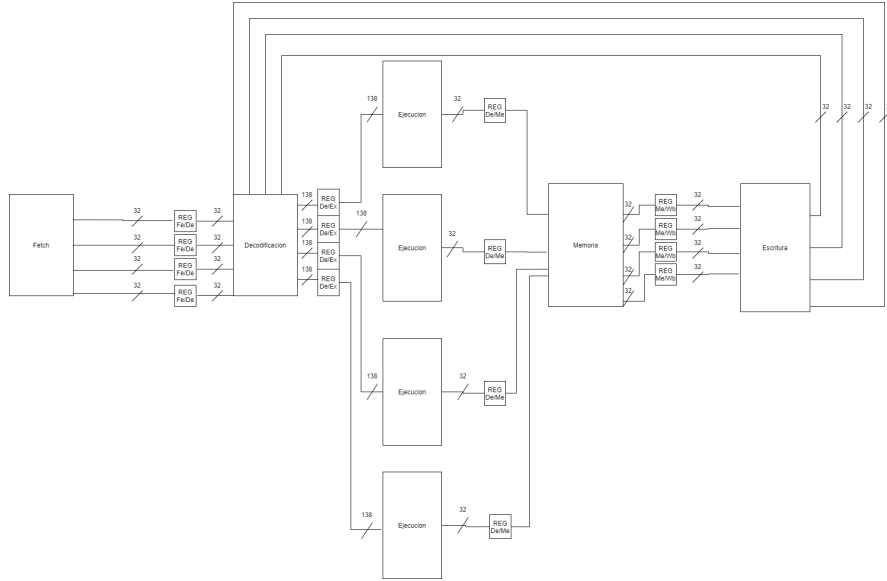 32
32
32
32
138
Ejecucion
32
REG
De/Me
Fetch
32
REG
Fe/De
32
32
REG
Fe/De
32
32
REG
Fe/De
32
32
REG
Fe/De
32
Decodificacion
138
REG
De/Ex
138
REG
De/Ex
138
REG
De/Ex
138
REG
De/Ex
138
Ejecucion
32
REG
De/Me
Memoria
32
REG
Me/Wb
32
32
REG
Me/Wb
32
32
REG
Me/Wb
32
32
REG
Me/Wb
32
Escritura
138
Ejecucion
32
REG
De/Me
138
Ejecucion
32
REG
De/Me